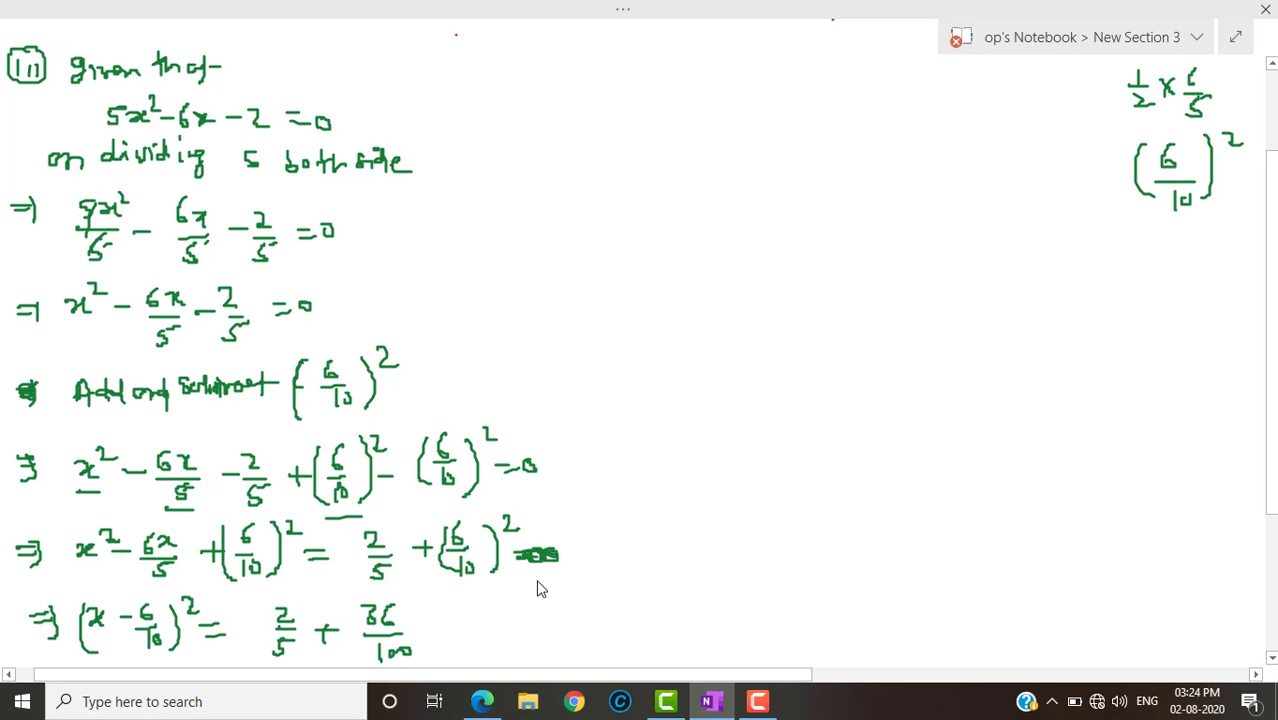 op's Notebook > New Section 3
(iii) given that
5x² - 6x - 2 = 0
on dividing 5 both side
⇒ 5x²/5 - 6x/5 - 2/5 = 0
⇒ x² - 6x/5 - 2/5 = 0
Add and Subtract (6/10)²
⇒ x² - 6x/5 - 2/5 + (6/10)² - (6/10)² = 0
⇒ x² - 6x/5 + (6/10)² = 2/5 + (6/10)²
⇒ (x - 6/10)² = 2/5 + 36/100
1/2 × 6/5
(6/10)²
Type here to search
ENG
03:24 PM
02-08-2020
1